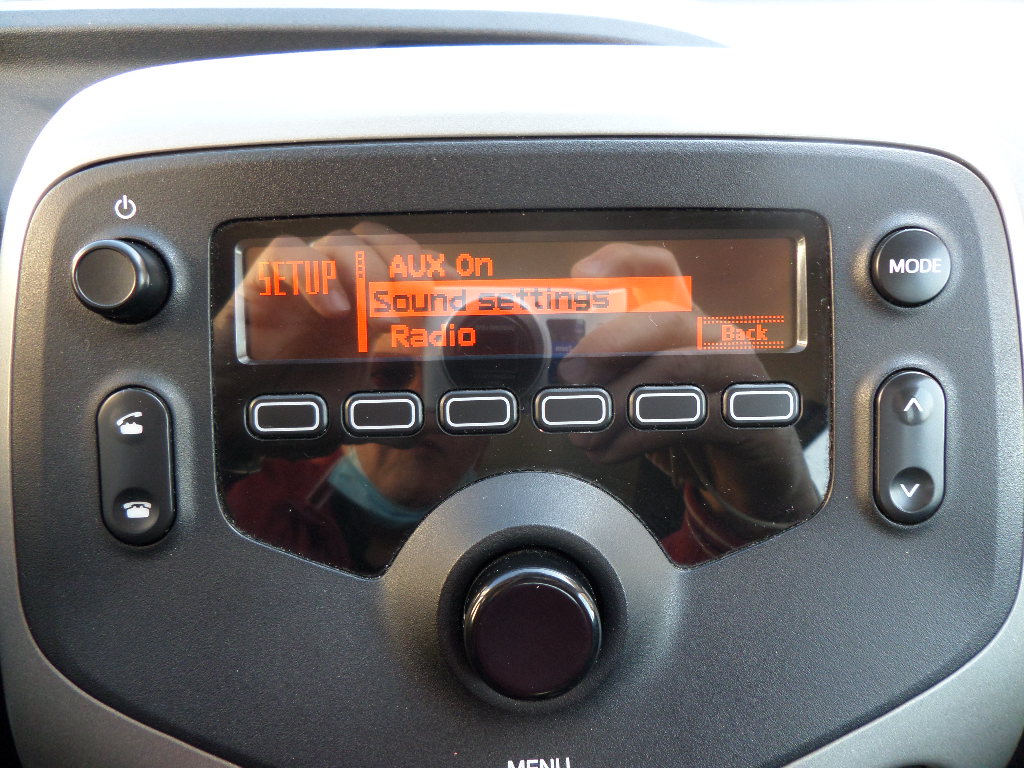 SETUP
AUX On
Sound settings
Radio
Back
MODE
MENU